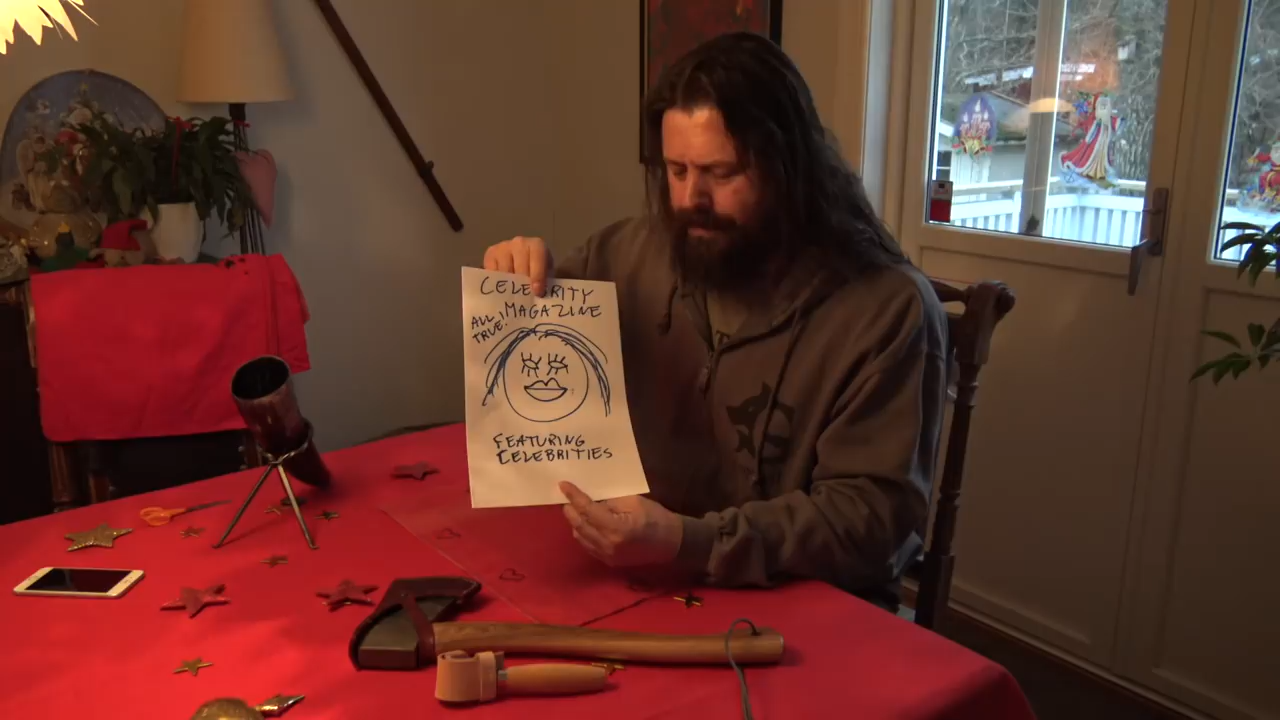 CELEBRITY
MAGAZINE
ALL
TRUE!
FEATURING
CELEBRITIES